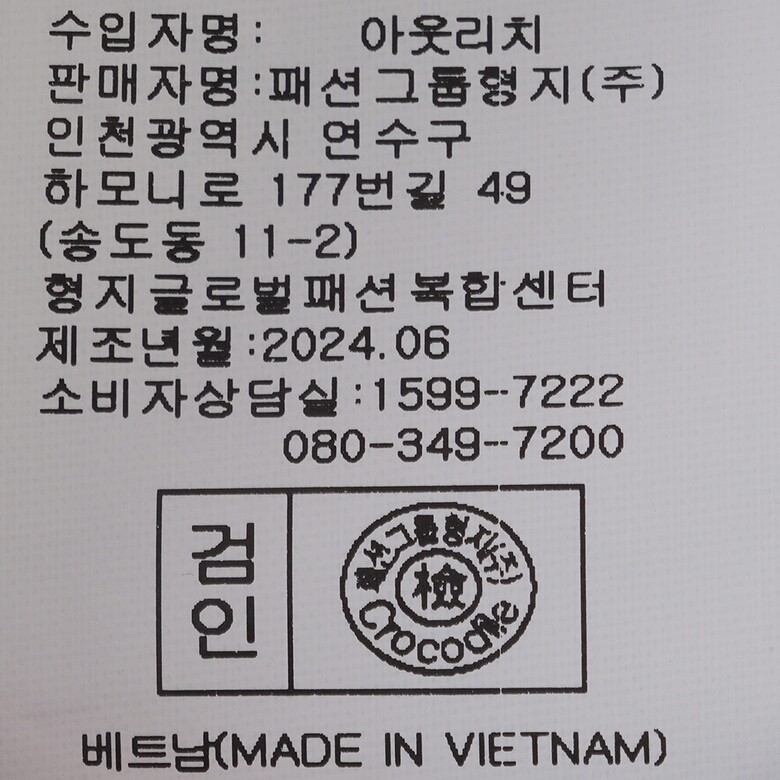 수입자명: 아웃리치
판매자명:패션그룹형지(주)
인천광역시 연수구
하모니로 177번길 49
(송도동 11-2)
형지글로벌패션복합센터
제조년월:2024.06
소비자상담실:1599-7222
080-349-7200
검인
패션그룹형지(주)
檢
Crocodile
베트남(MADE IN VIETNAM)